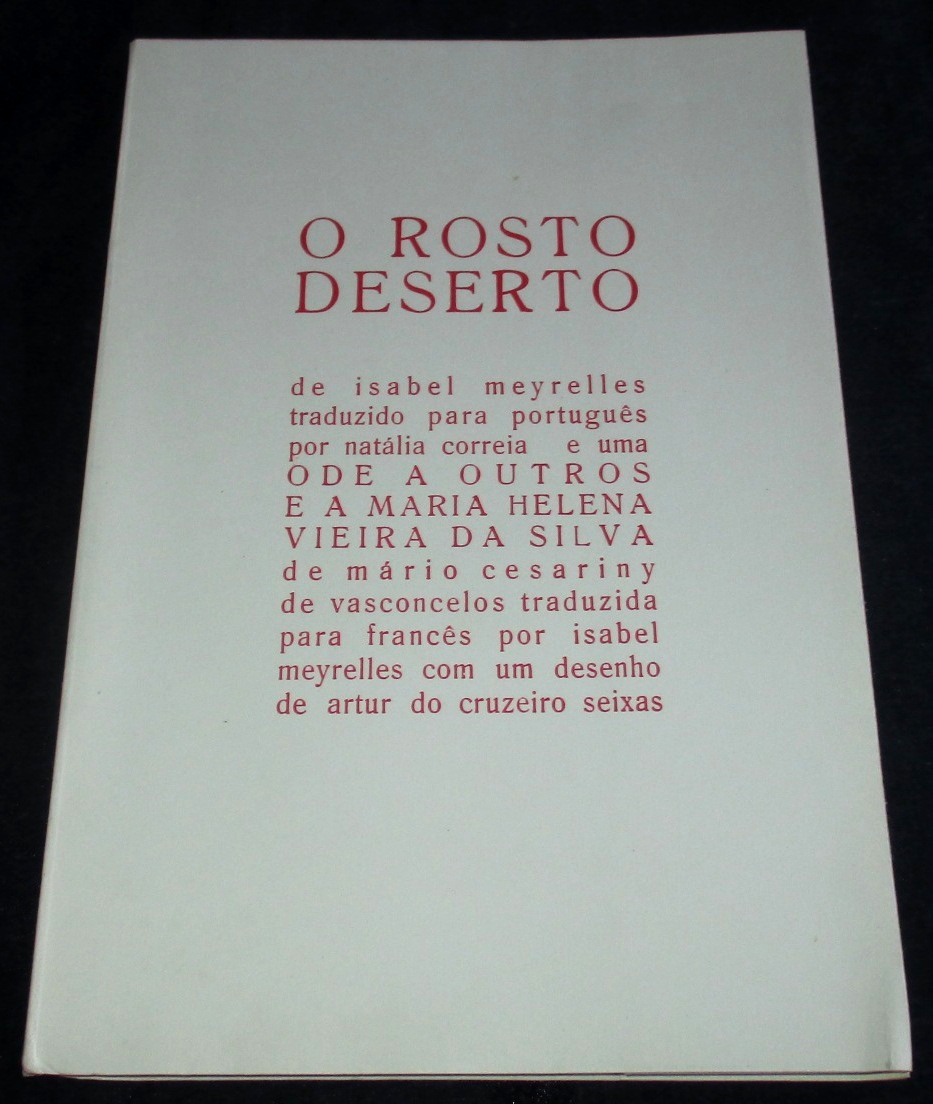 O ROSTO
DESERTO
de isabel meyrelles
traduzido para português
por natália correia e uma
ODE A OUTROS
E A MARIA HELENA
VIEIRA DA SILVA
de mário cesariny
de vasconcelos traduzida
para francês por isabel
meyrelles com um desenho
de artur do cruzeiro seixas